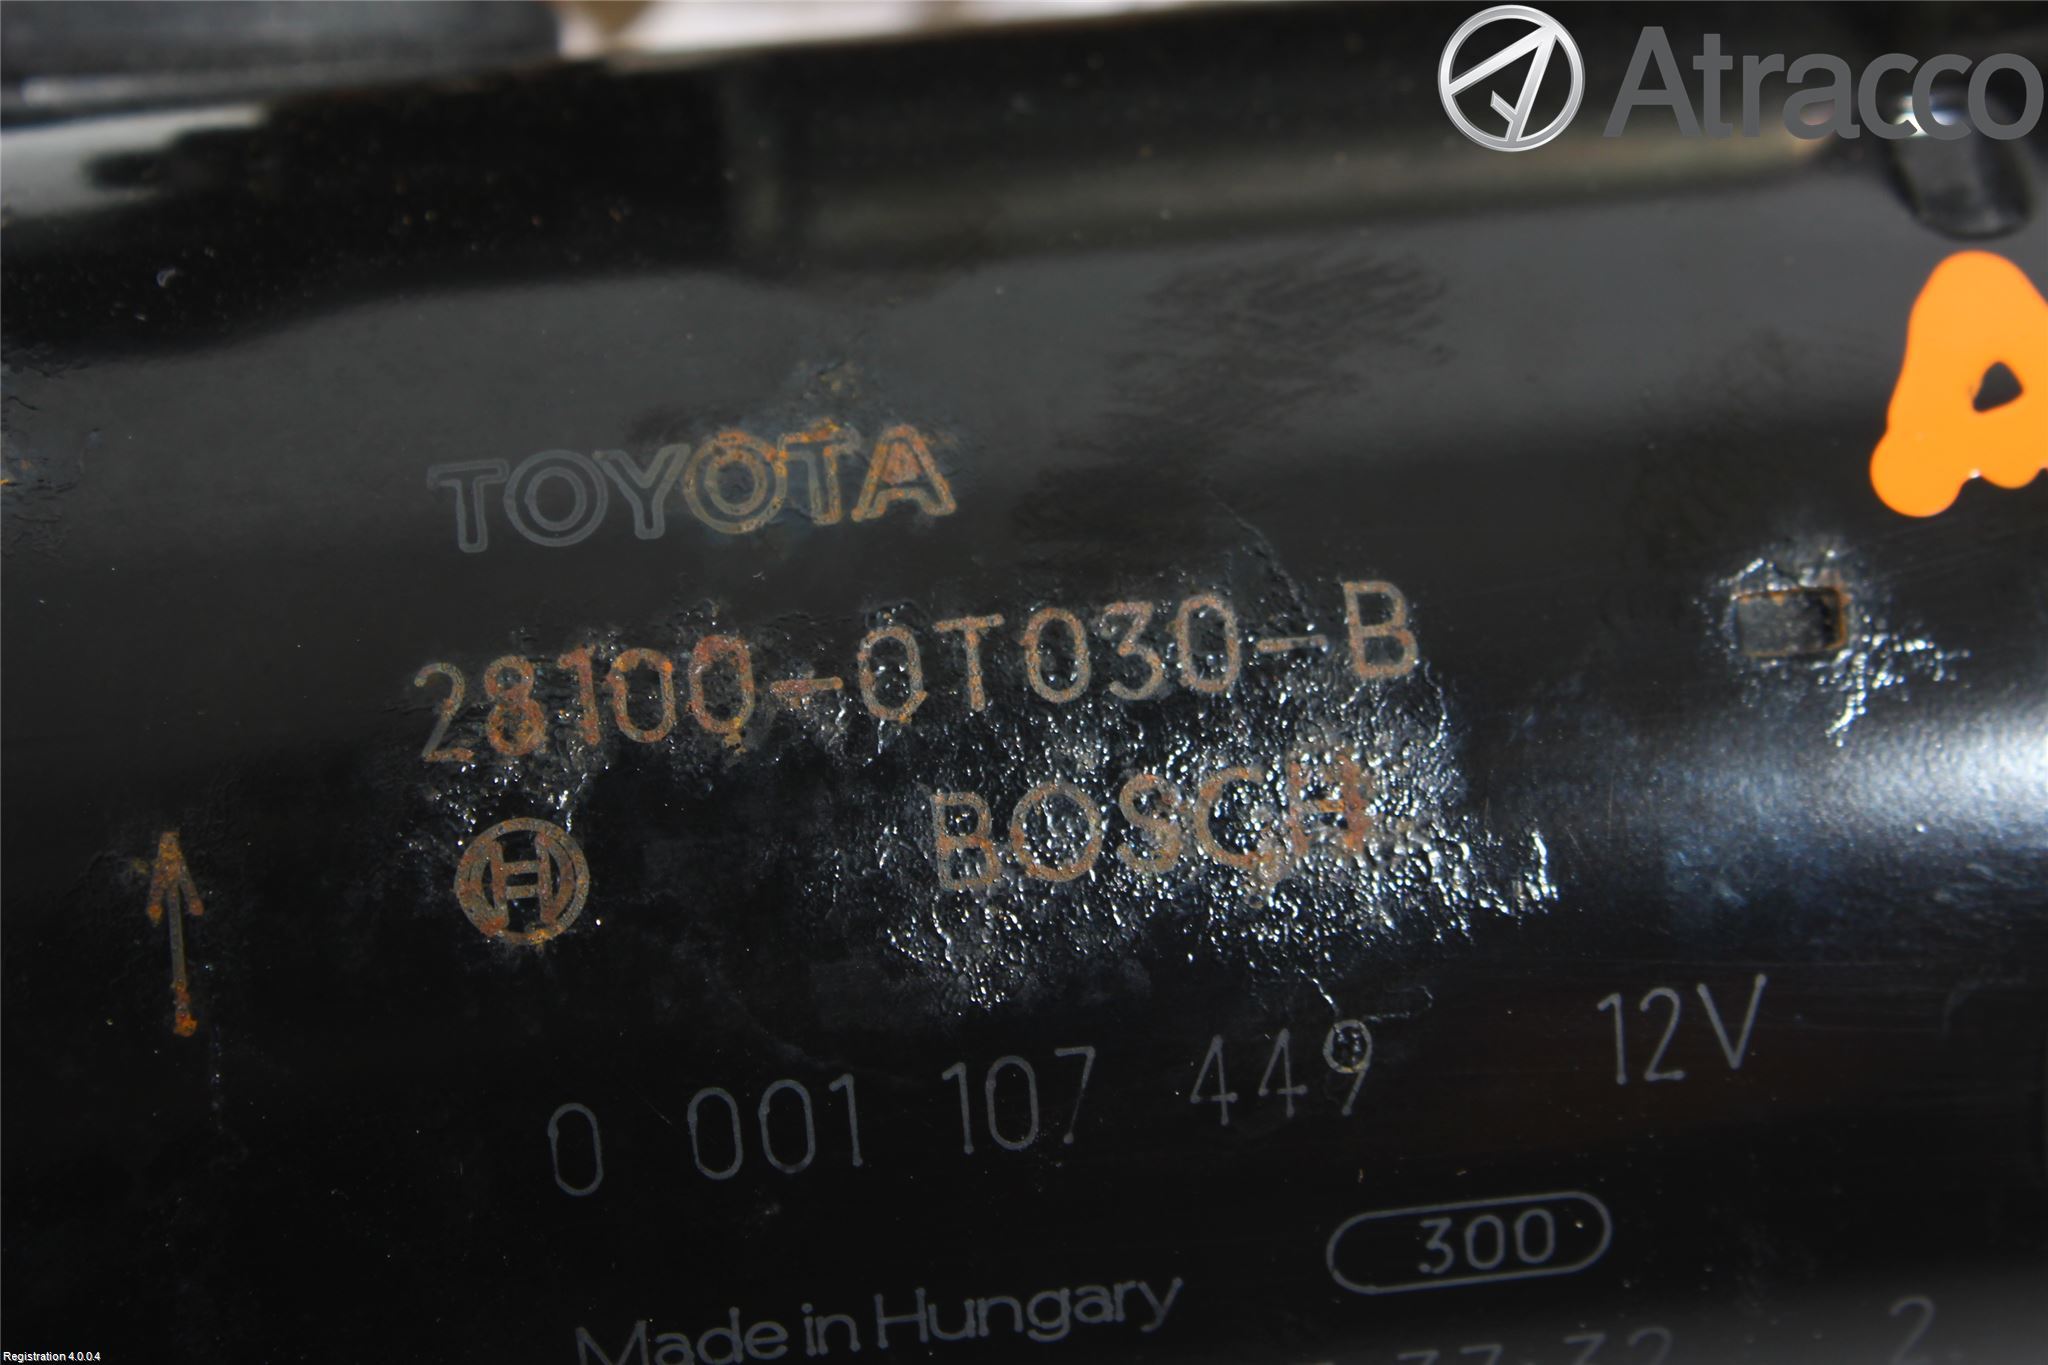 Atracco
A
TOYOTA
28100-0T030-B
BOSCH
0 001 107 449 12V
300
Made in Hungary
Registration 4.0.0.4